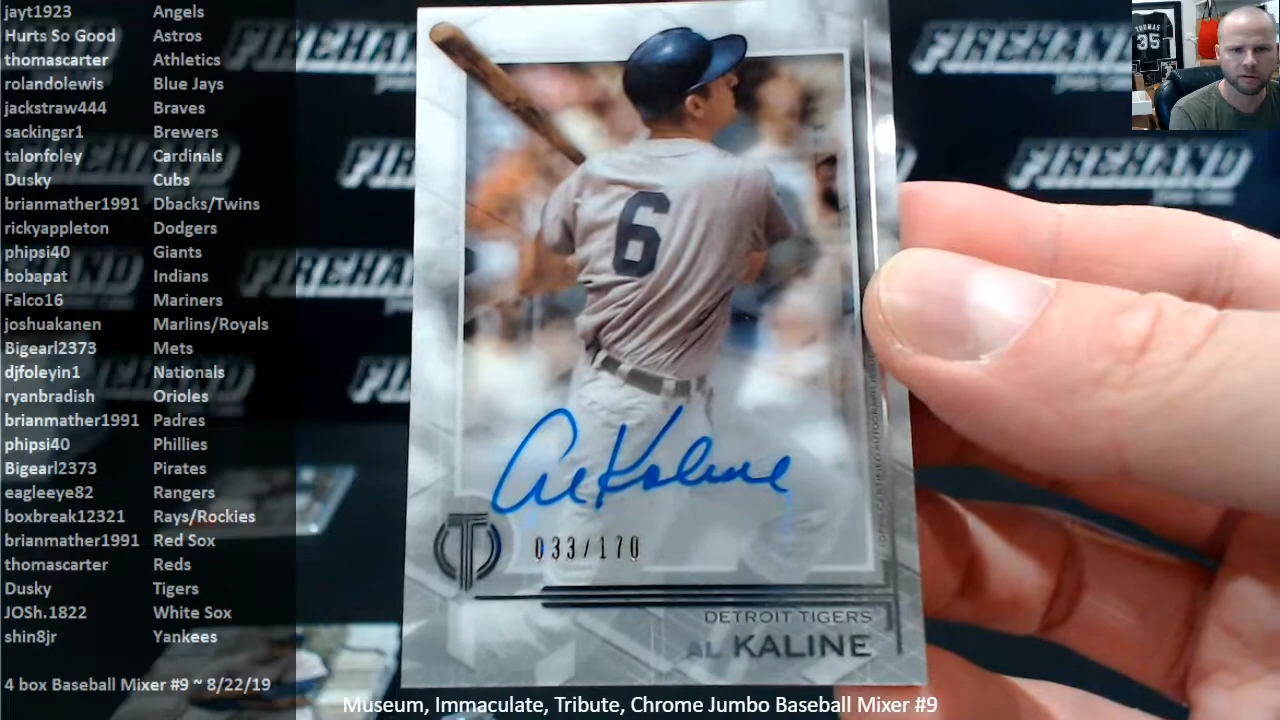 jayt1923 Angels
Hurts So Good Astros
thomascarter Athletics
rolandolewis Blue Jays
jackstraw444 Braves
sackingsr1 Brewers
talonfoley Cardinals
Dusky Cubs
brianmather1991 Dbacks/Twins
rickyappleton Dodgers
phipsi40 Giants
bobapat Indians
Falco16 Mariners
joshuakanen Marlins/Royals
Bigearl2373 Mets
djfoleyin1 Nationals
ryanbradish Orioles
brianmather1991 Padres
phipsi40 Phillies
Bigearl2373 Pirates
eagleeye82 Rangers
boxbreak12321 Rays/Rockies
brianmather1991 Red Sox
thomascarter Reds
Dusky Tigers
JOSh.1822 White Sox
shin8jr Yankees
4 box Baseball Mixer #9 ~ 8/22/19
6
Al Kaline
033/170
DETROIT TIGERS
AL KALINE
FIREHAND
FIREHAND
THOMAS
35
Museum, Immaculate, Tribute, Chrome Jumbo Baseball Mixer #9